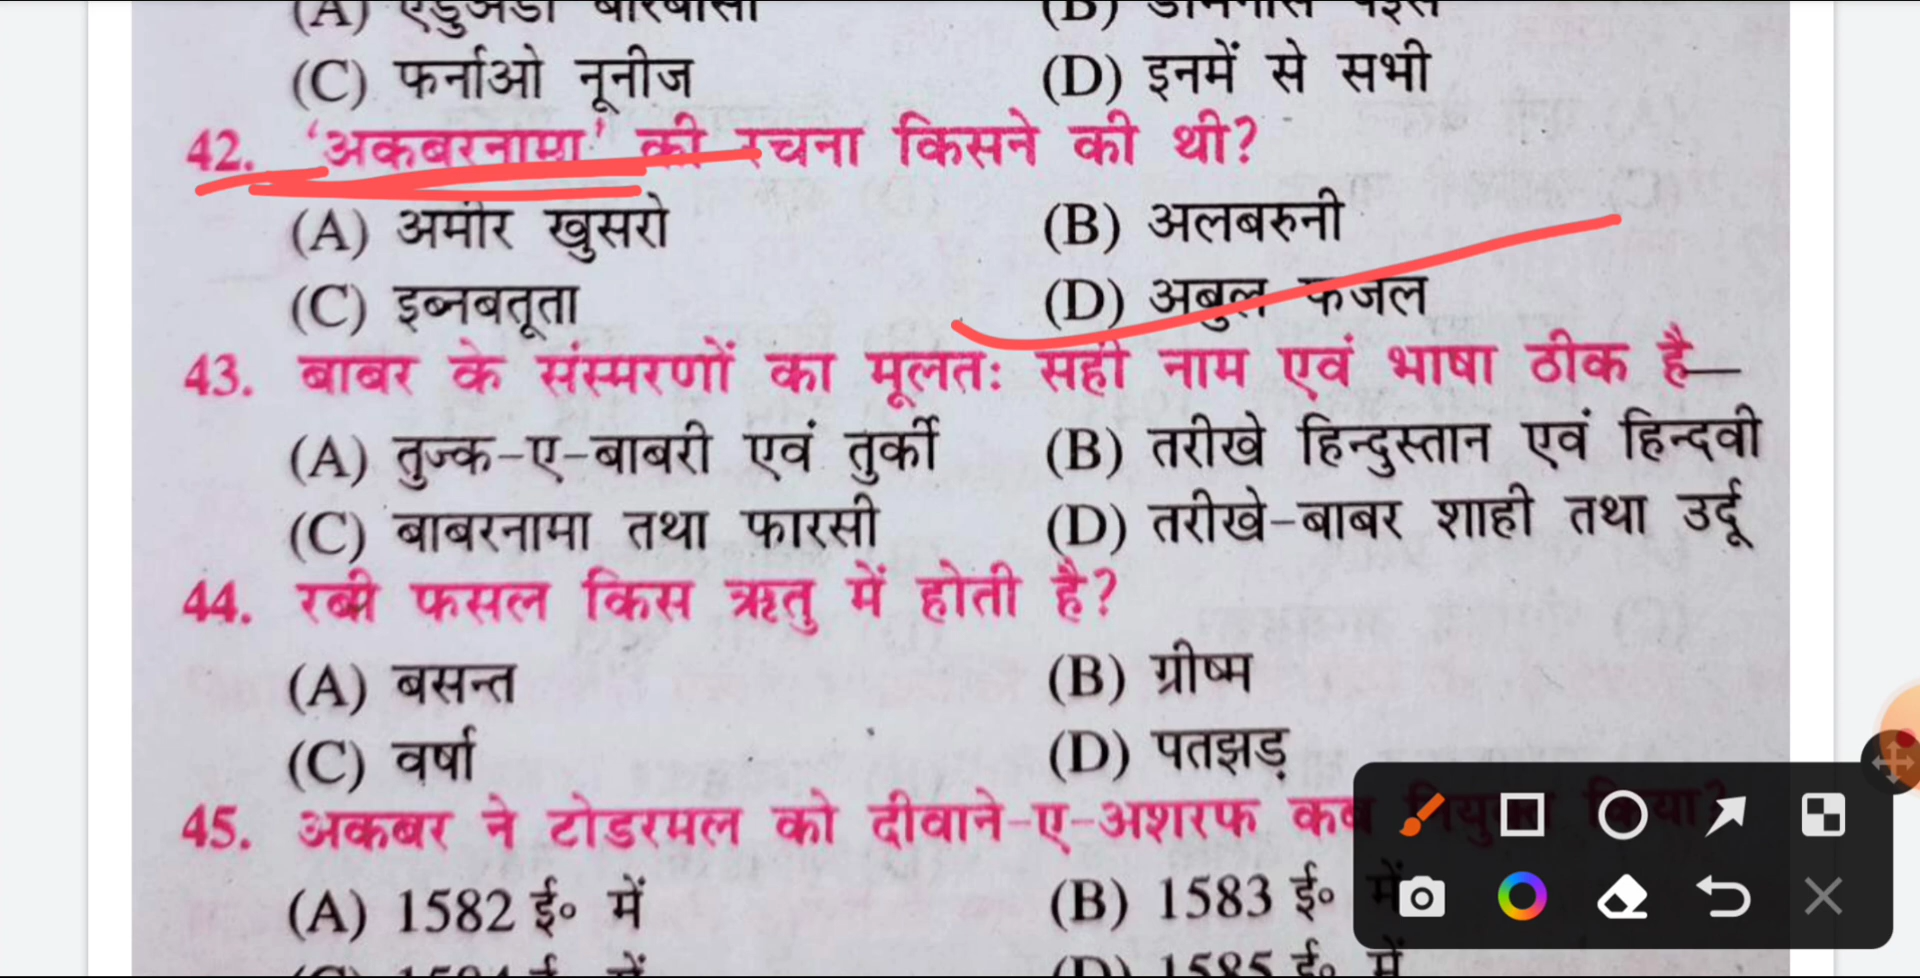 (C) फर्नाओ नूनीज (D) इनमें से सभी
42. 'अकबरनामा' की रचना किसने की थी?
(A) अमीर खुसरो (B) अलबरुनी
(C) इब्नबतूता (D) अबुल फजल
43. बाबर के संस्मरणों का मूलतः सही नाम एवं भाषा ठीक है—
(A) तुज्क-ए-बाबरी एवं तुर्की (B) तरीखे हिन्दुस्तान एवं हिन्दवी
(C) बाबरनामा तथा फारसी (D) तरीखे-बाबर शाही तथा उर्दू
44. रबी फसल किस ऋतु में होती है?
(A) बसन्त (B) ग्रीष्म
(C) वर्षा (D) पतझड़
45. अकबर ने टोडरमल को दीवाने-ए-अशरफ कब नियुक्त किया?
(A) 1582 ई० में (B) 1583 ई० में
(D) 1585 ई० में